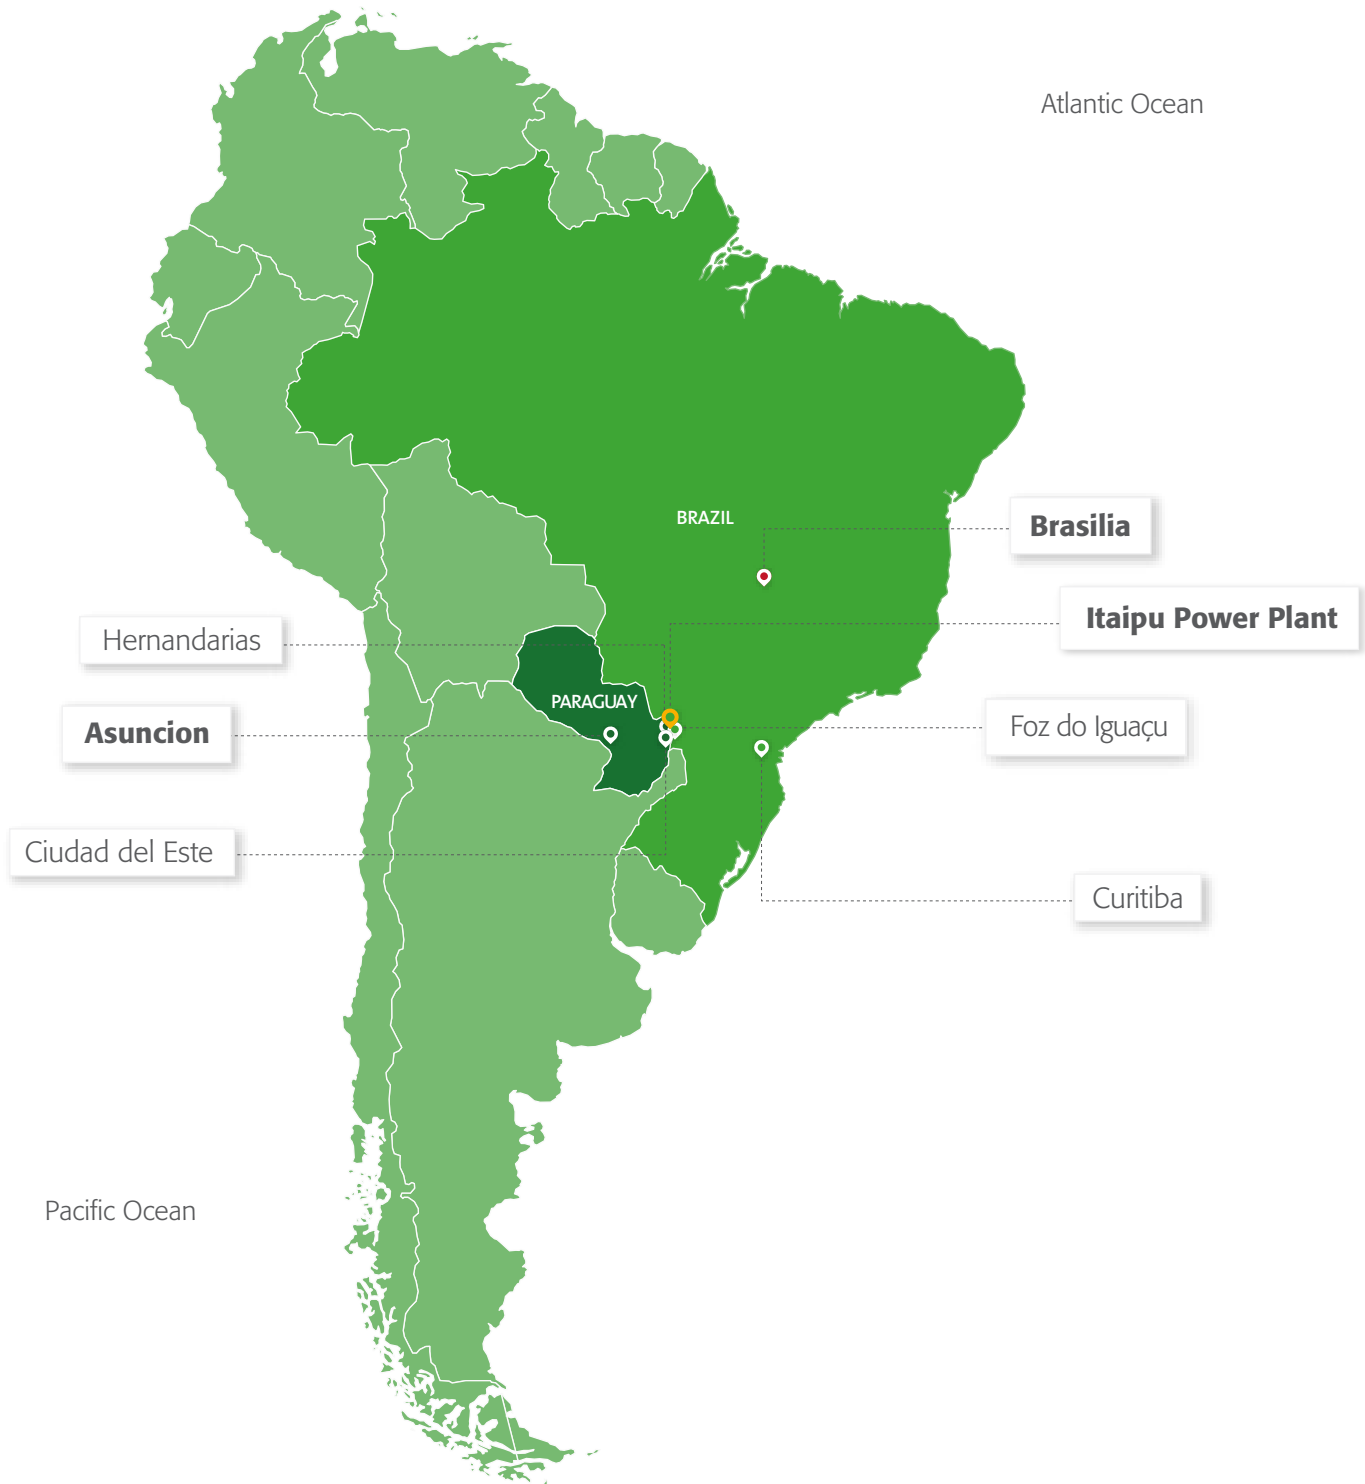 Atlantic Ocean
BRAZIL
Brasilia
Itaipu Power Plant
Hernandarias
PARAGUAY
Asuncion
Foz do Iguaçu
Ciudad del Este
Curitiba
Pacific Ocean